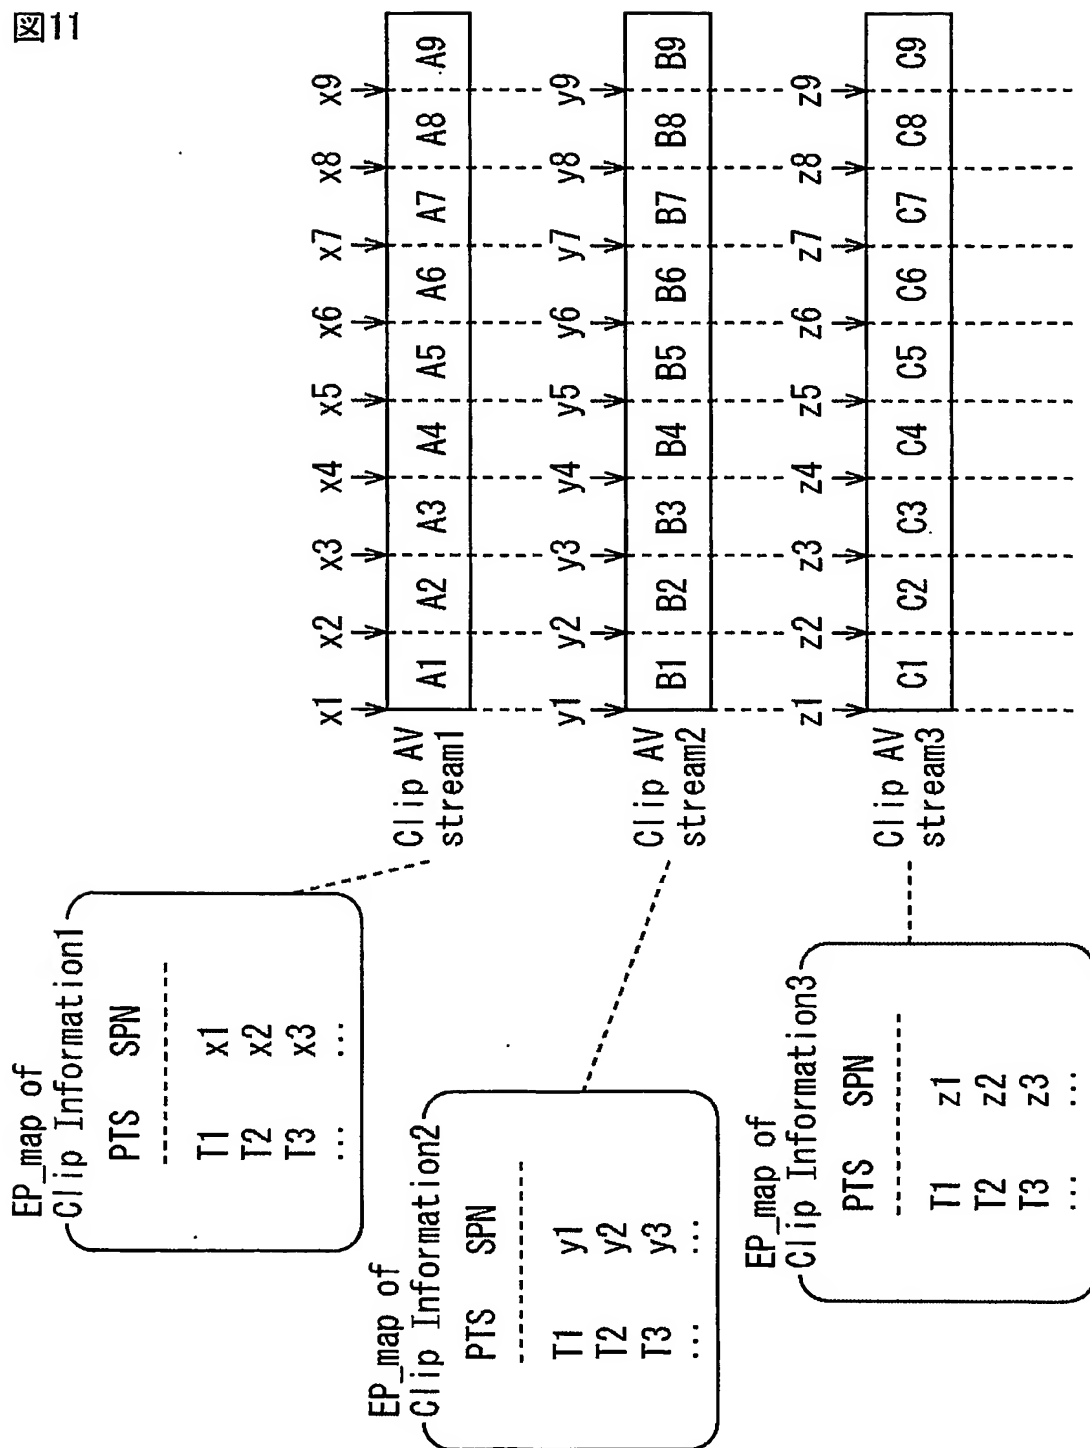 図11
EP_map of
Clip Information1
PTS SPN
T1 x1
T2 x2
T3 x3
... ...
EP_map of
Clip Information2
PTS SPN
T1 y1
T2 y2
T3 y3
... ...
EP_map of
Clip Information3
PTS SPN
T1 z1
T2 z2
T3 z3
... ...
x1 x2 x3 x4 x5 x6 x7 x8 x9
Clip AV
stream1
A1 A2 A3 A4 A5 A6 A7 A8 A9
y1 y2 y3 y4 y5 y6 y7 y8 y9
Clip AV
stream2
B1 B2 B3 B4 B5 B6 B7 B8 B9
z1 z2 z3 z4 z5 z6 z7 z8 z9
Clip AV
stream3
C1 C2 C3 C4 C5 C6 C7 C8 C9